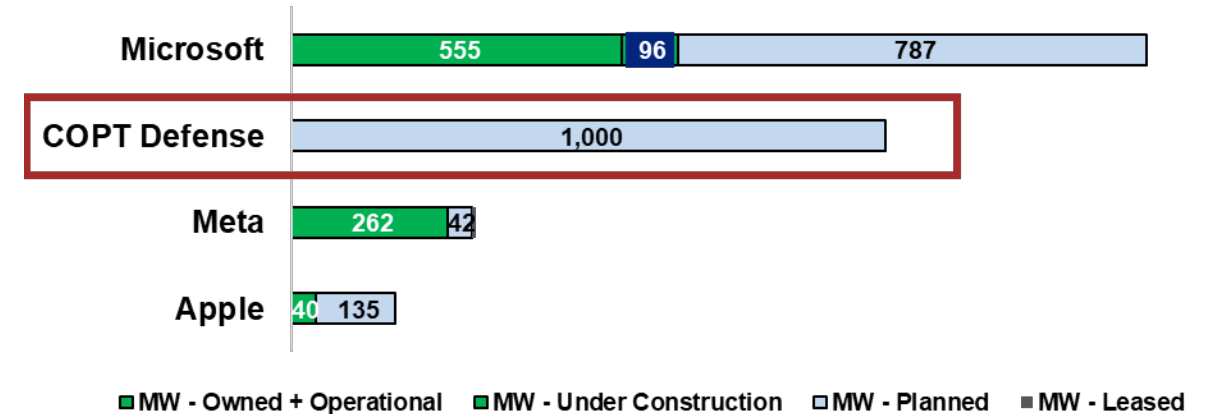 Microsoft 555 96 787
COPT Defense 1,000
Meta 262 42
Apple 40 135
MW - Owned + Operational MW - Under Construction MW - Planned MW - Leased